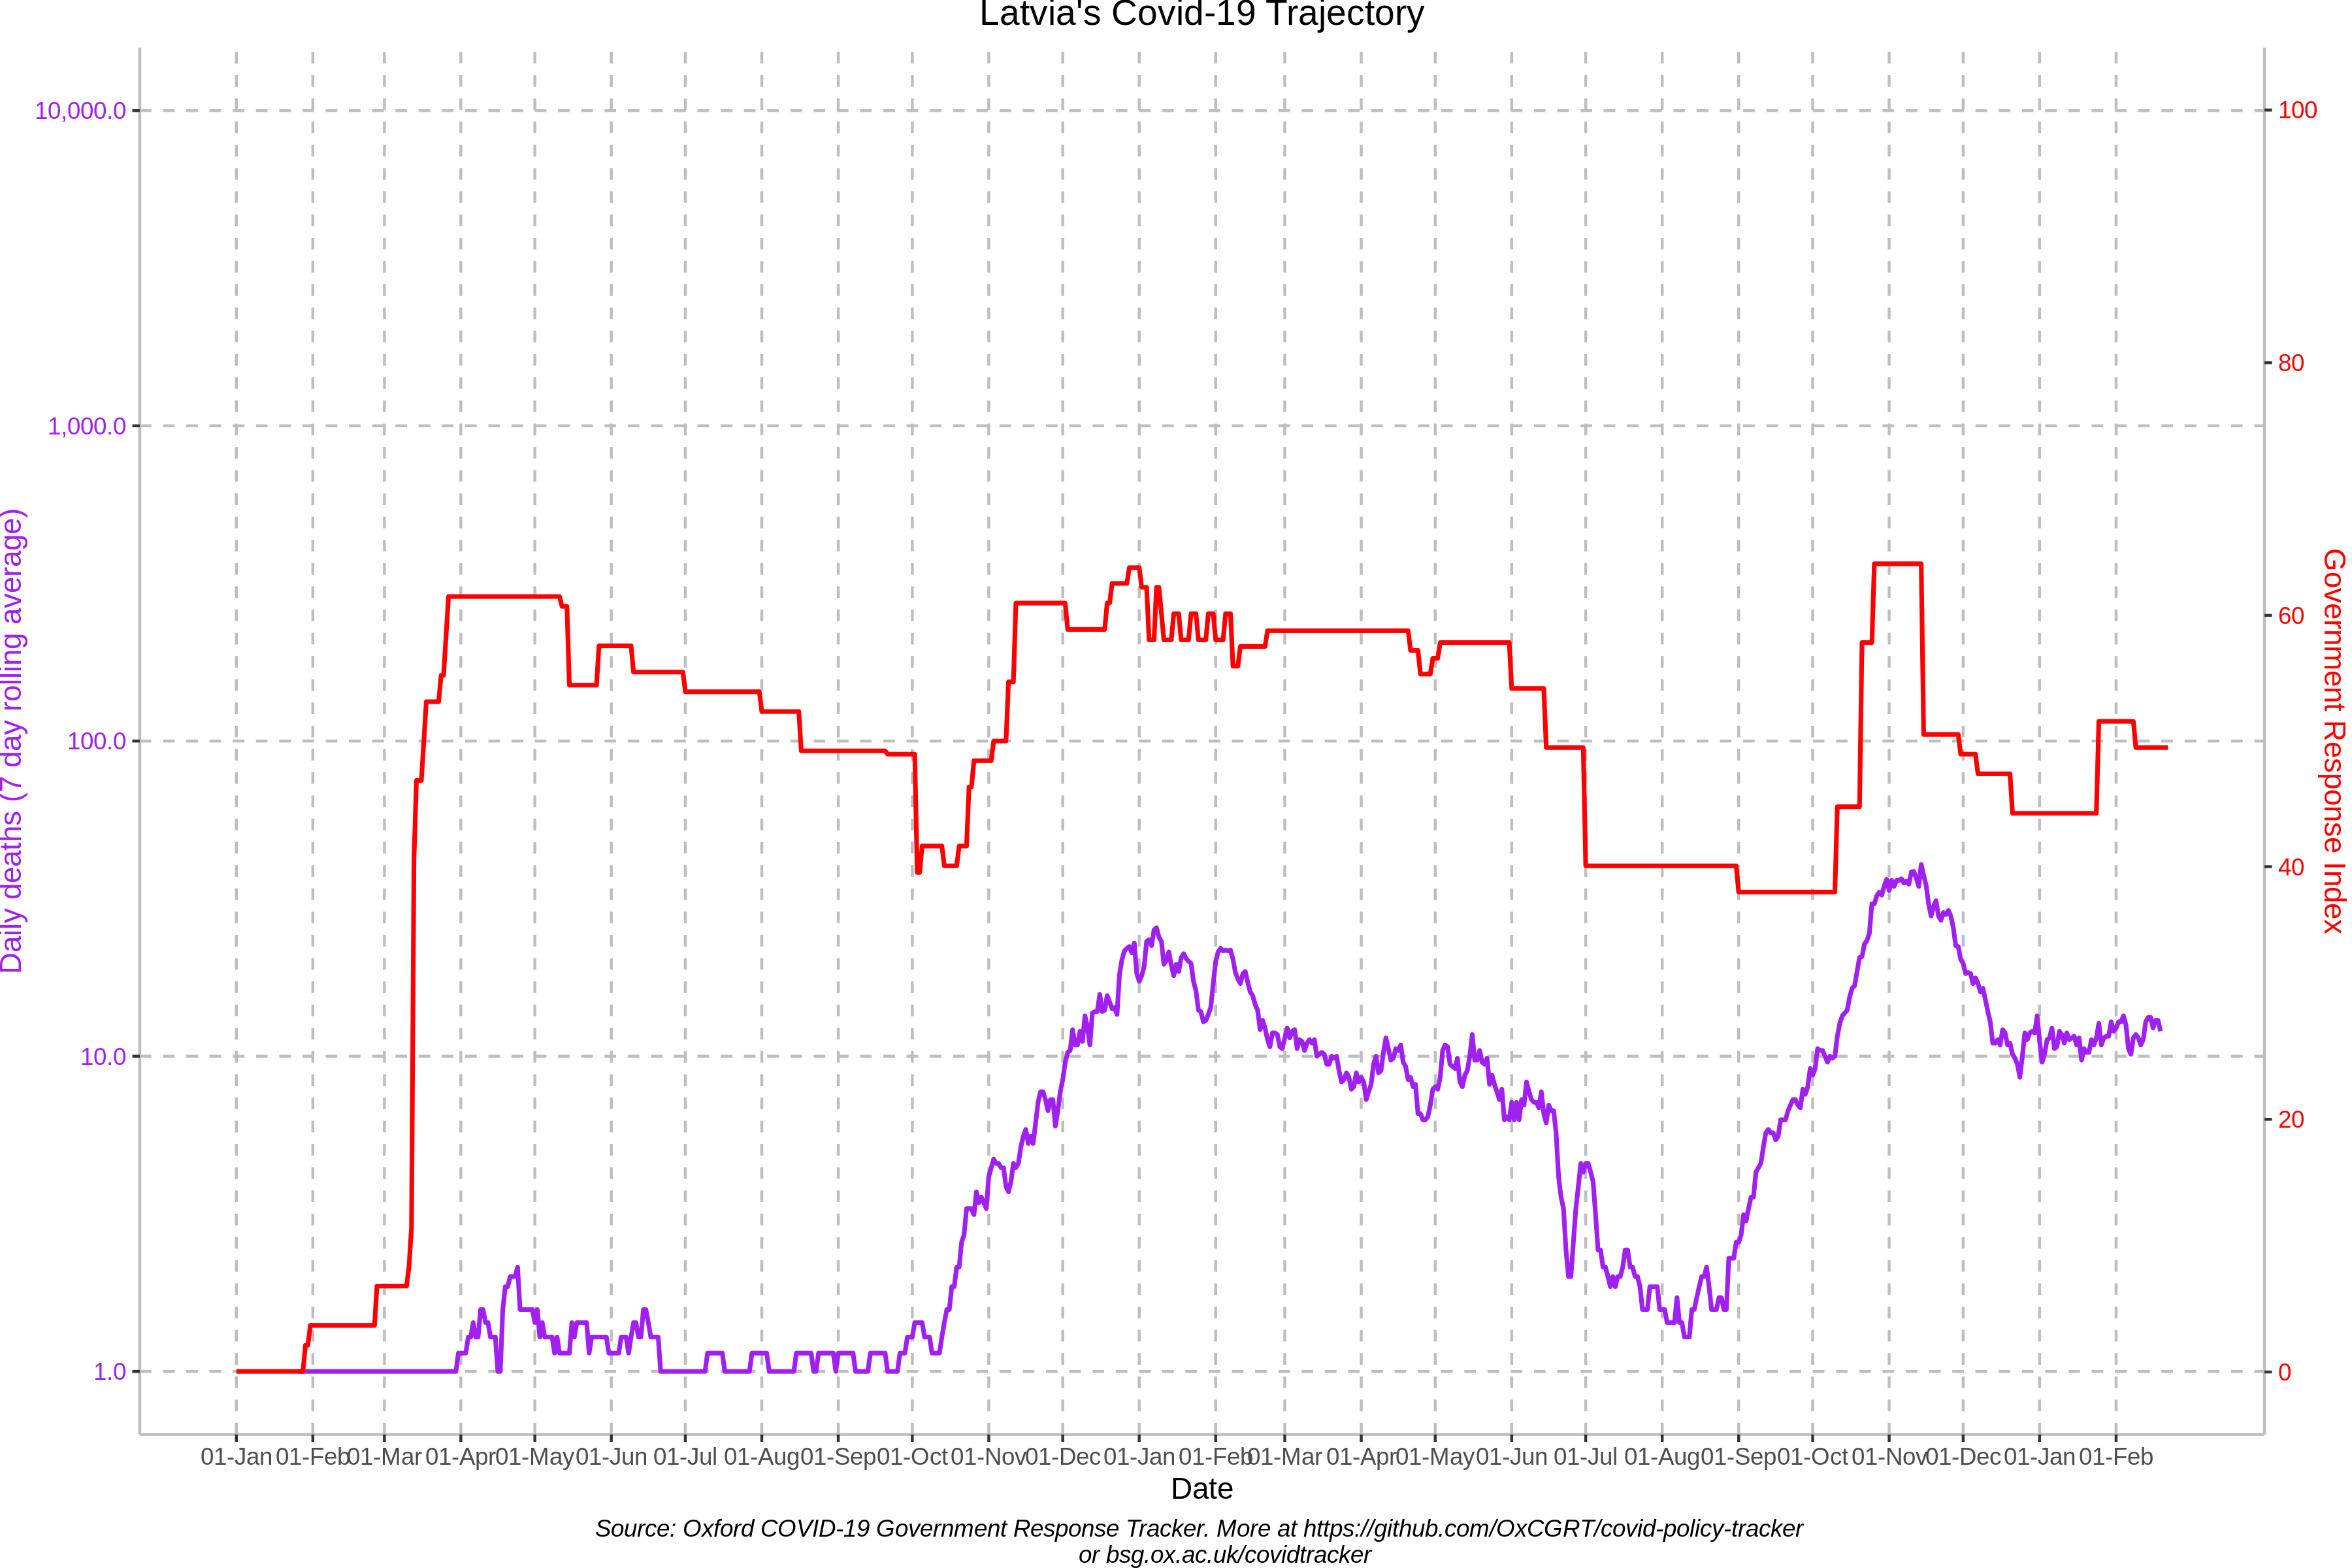 Latvia's Covid-19 Trajectory
10,000.0
1,000.0
100.0
10.0
1.0
Daily deaths (7 day rolling average)
100
80
60
40
20
0
Government Response Index
01-Jan 01-Feb 01-Mar 01-Apr 01-May 01-Jun 01-Jul 01-Aug 01-Sep 01-Oct 01-Nov 01-Dec 01-Jan 01-Feb 01-Mar 01-Apr 01-May 01-Jun 01-Jul 01-Aug 01-Sep 01-Oct 01-Nov 01-Dec 01-Jan 01-Feb
Date
Source: Oxford COVID-19 Government Response Tracker. More at https://github.com/OxCGRT/covid-policy-tracker
or bsg.ox.ac.uk/covidtracker